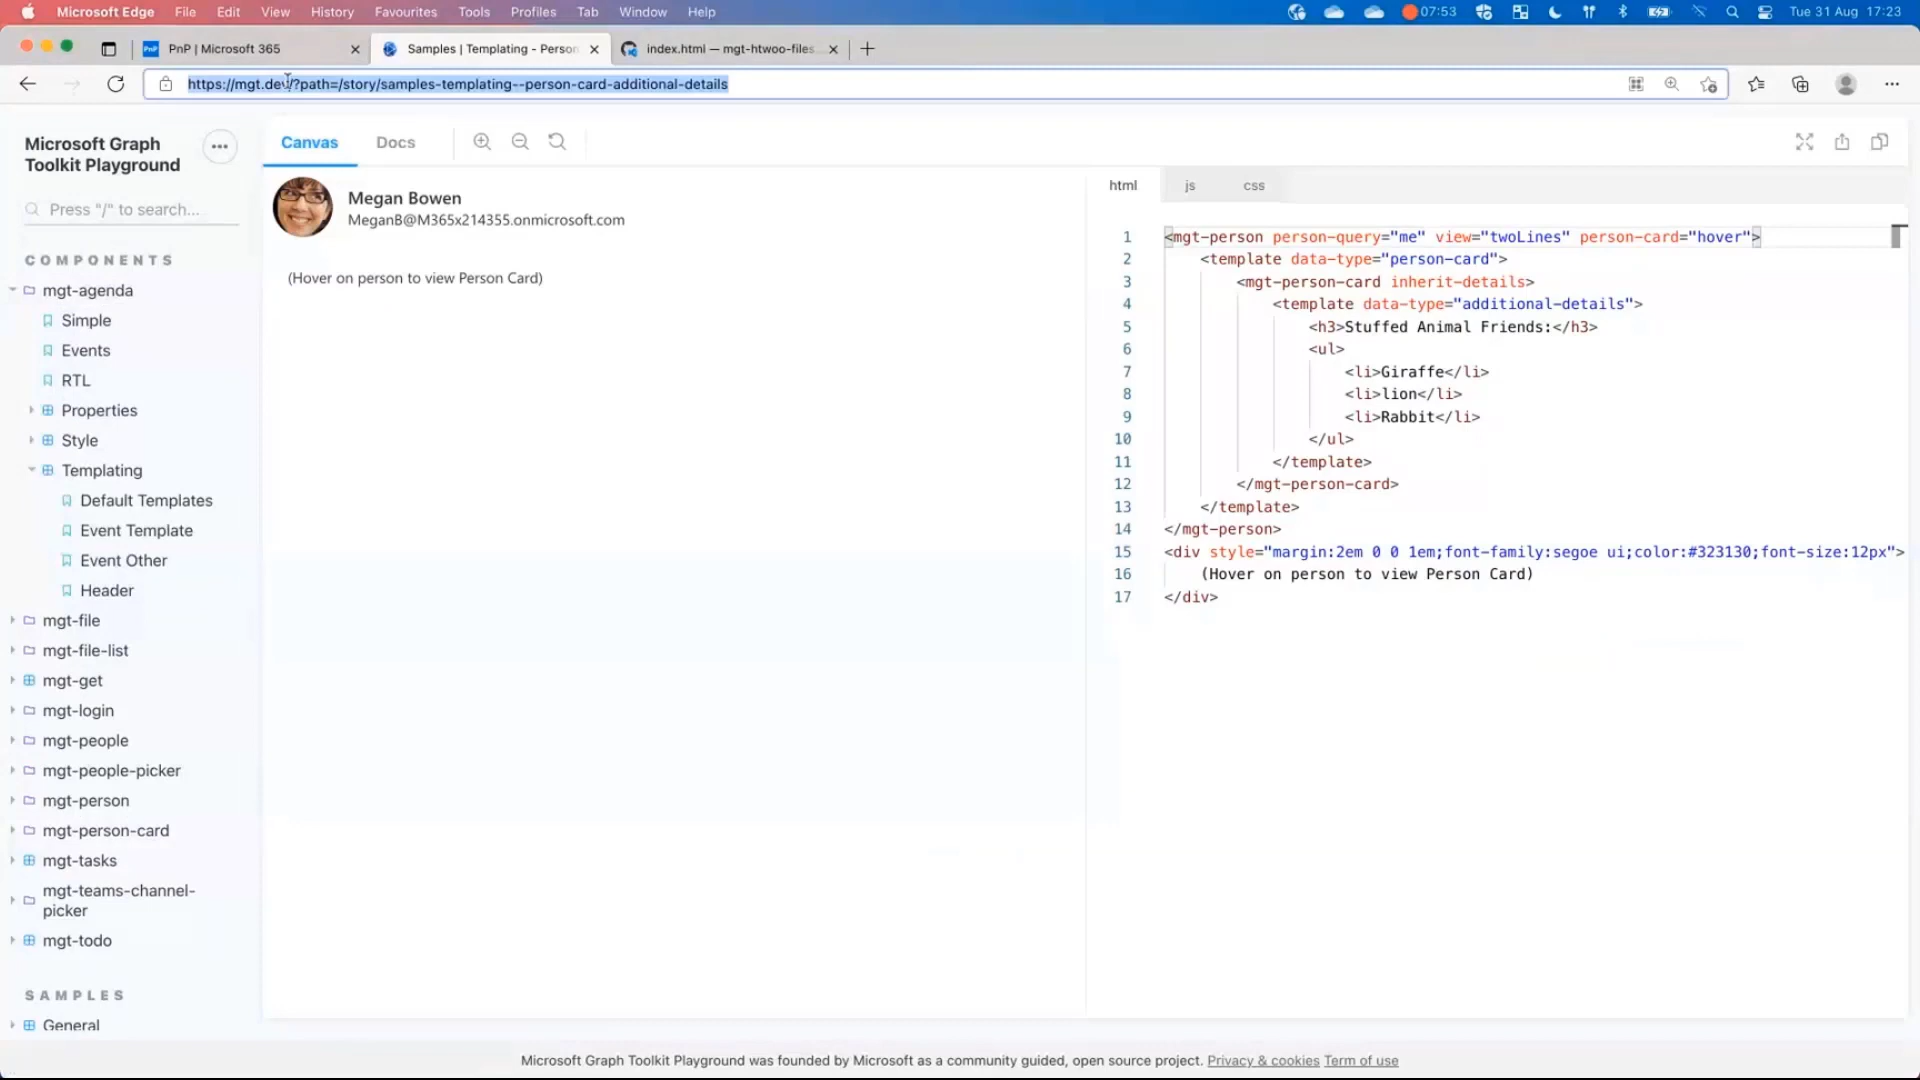 Microsoft Edge File Edit View History Favourites Tools Profiles Tab Window Help 07:53 Tue 31 Aug 17:23
PnP | Microsoft 365 Samples | Templating - Person index.html — mgt-htwoo-files
https://mgt.dev/?path=/story/samples-templating--person-card-additional-details
Microsoft Graph
Toolkit Playground
Press "/" to search...
COMPONENTS
mgt-agenda
Simple
Events
RTL
Properties
Style
Templating
Default Templates
Event Template
Event Other
Header
mgt-file
mgt-file-list
mgt-get
mgt-login
mgt-people
mgt-people-picker
mgt-person
mgt-person-card
mgt-tasks
mgt-teams-channel-
picker
mgt-todo
SAMPLES
General
Canvas Docs
Megan Bowen
MeganB@M365x214355.onmicrosoft.com
(Hover on person to view Person Card)
html js css
1 <mgt-person person-query="me" view="twoLines" person-card="hover">
2 <template data-type="person-card">
3 <mgt-person-card inherit-details>
4 <template data-type="additional-details">
5 <h3>Stuffed Animal Friends:</h3>
6 <ul>
7 <li>Giraffe</li>
8 <li>lion</li>
9 <li>Rabbit</li>
10 </ul>
11 </template>
12 </mgt-person-card>
13 </template>
14 </mgt-person>
15 <div style="margin:2em 0 0 1em;font-family:segoe ui;color:#323130;font-size:12px">
16 (Hover on person to view Person Card)
17 </div>
Microsoft Graph Toolkit Playground was founded by Microsoft as a community guided, open source project. Privacy & cookies Term of use